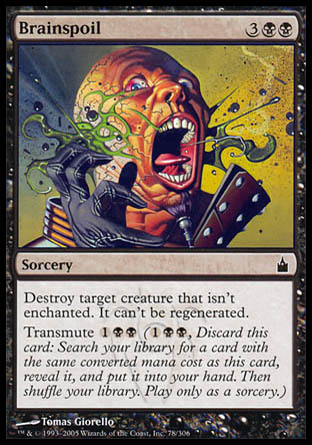 Brainspoil 3
Sorcery
Destroy target creature that isn't
enchanted. It can't be regenerated.
Transmute 1 (1, Discard this
card: Search your library for a card with
the same converted mana cost as this card,
reveal it, and put it into your hand. Then
shuffle your library. Play only as a sorcery.)
Tomas Giorello
™ & © 1993–2005 Wizards of the Coast, Inc. 78/306